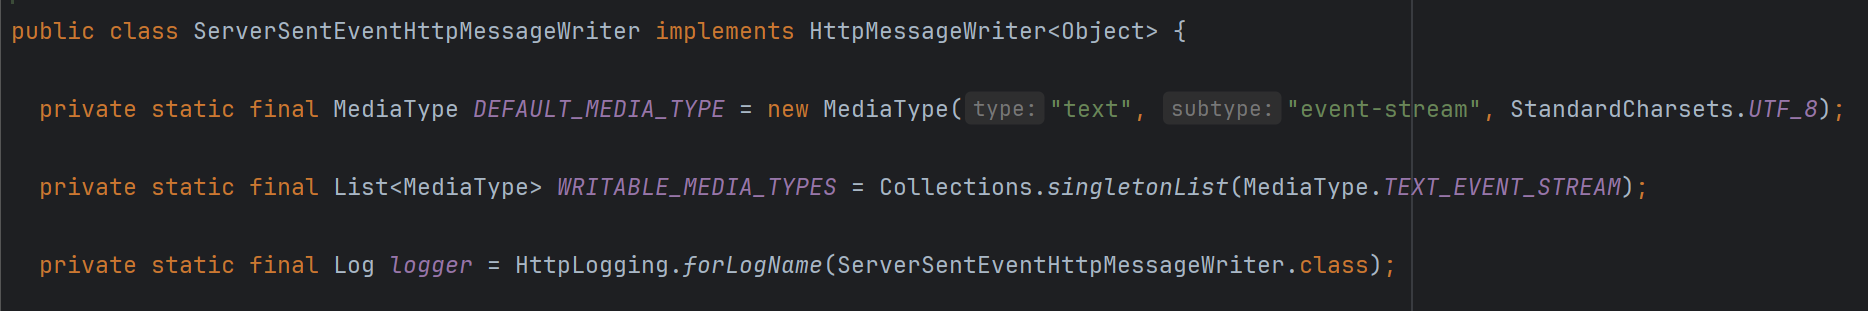 public class ServerSentEventHttpMessageWriter implements HttpMessageWriter<Object> {
private static final MediaType DEFAULT_MEDIA_TYPE = new MediaType( type: "text", subtype: "event-stream", StandardCharsets.UTF_8);
private static final List<MediaType> WRITABLE_MEDIA_TYPES = Collections.singletonList(MediaType.TEXT_EVENT_STREAM);
private static final Log logger = HttpLogging.forLogName(ServerSentEventHttpMessageWriter.class);